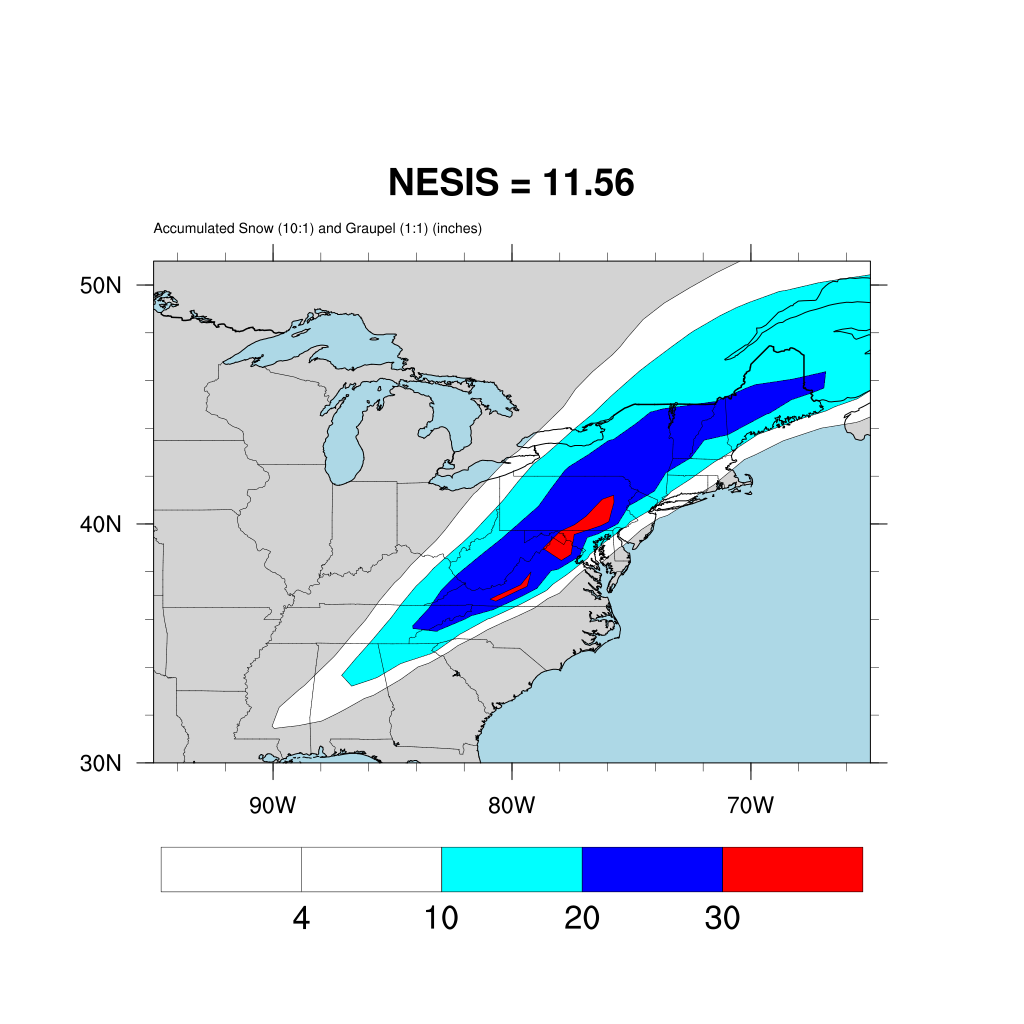 NESIS = 11.56
Accumulated Snow (10:1) and Graupel (1:1) (inches)
50N
40N
30N
90W 80W 70W
4 10 20 30